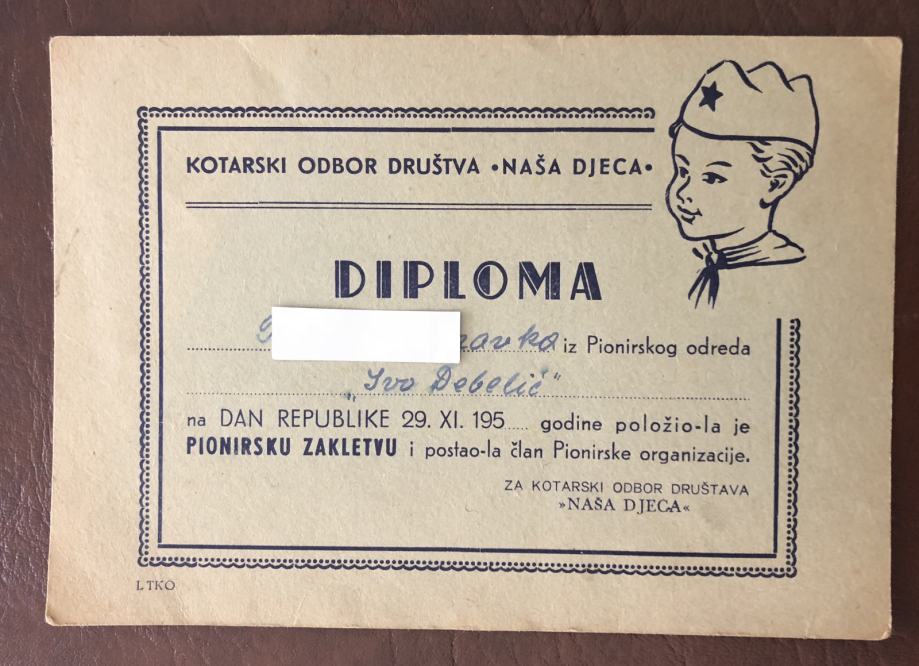 KOTARSKI ODBOR DRUŠTVA •NAŠA DJECA•
DIPLOMA
iz Pionirskog odreda
„Ivo Debelić“
na DAN REPUBLIKE 29. XI. 195..... godine položio-la je
PIONIRSKU ZAKLETVU i postao-la član Pionirske organizacije.
ZA KOTARSKI ODBOR DRUŠTAVA
»NAŠA DJECA«
LTKO